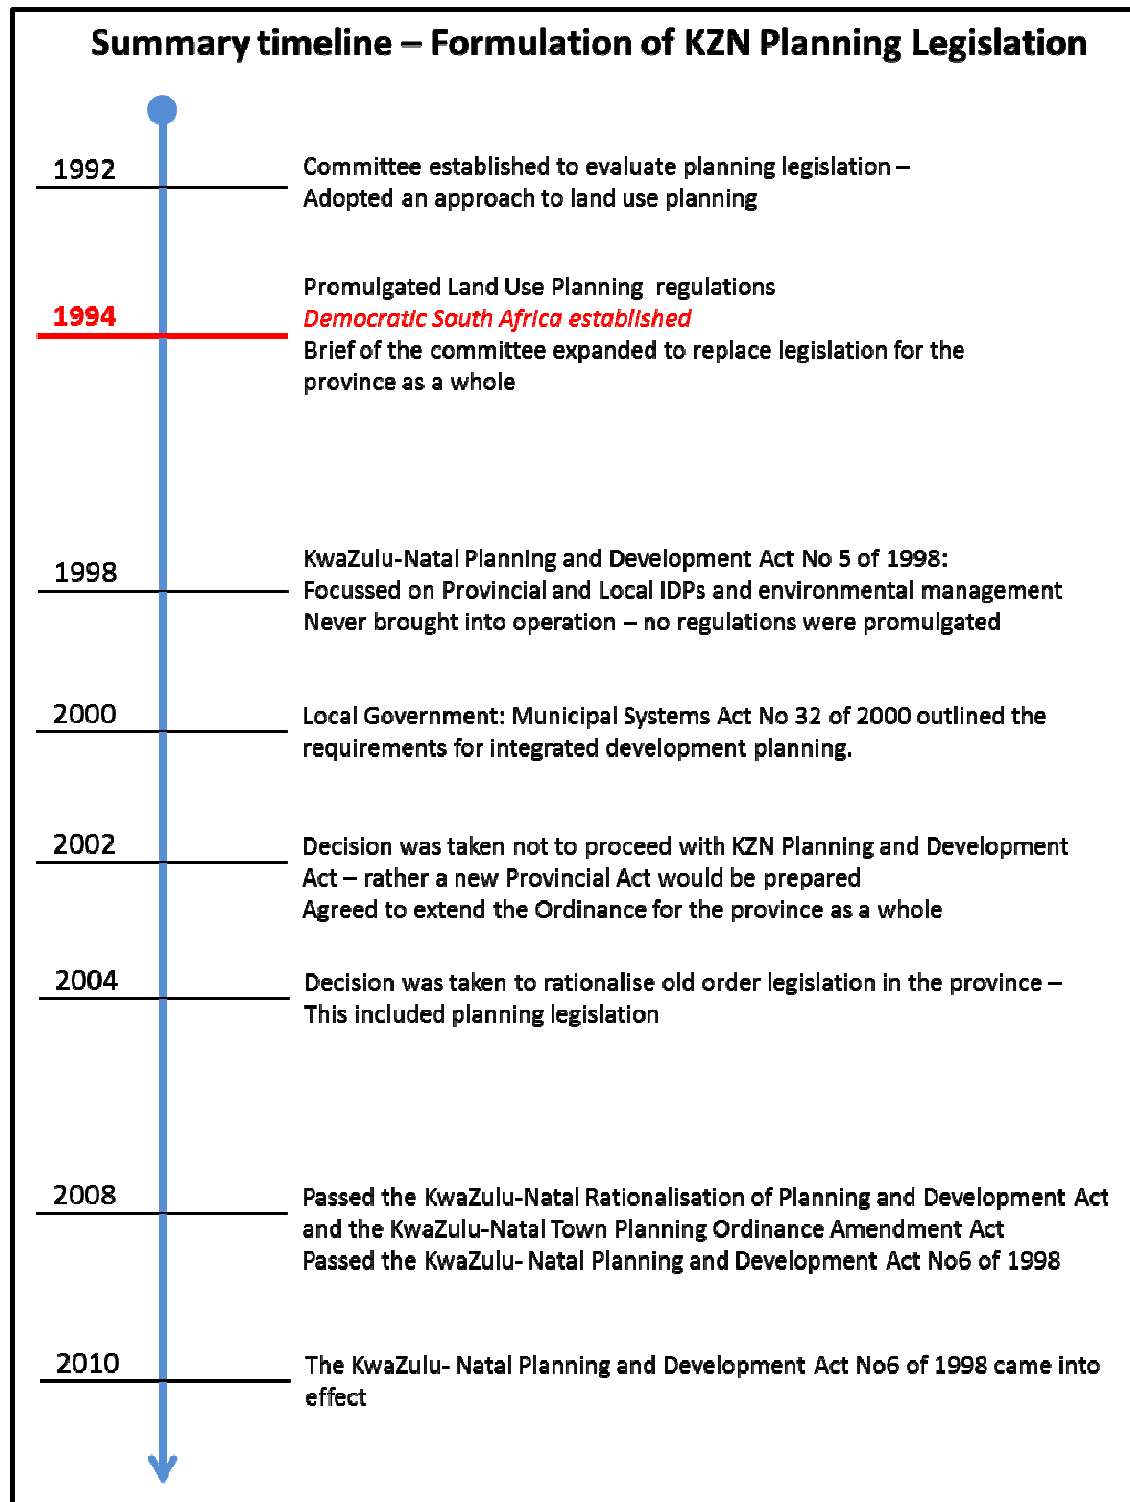 Summary timeline – Formulation of KZN Planning Legislation
1992
Committee established to evaluate planning legislation –
Adopted an approach to land use planning
1994
Promulgated Land Use Planning regulations
Democratic South Africa established
Brief of the committee expanded to replace legislation for the
province as a whole
1998
KwaZulu-Natal Planning and Development Act No 5 of 1998:
Focussed on Provincial and Local IDPs and environmental management
Never brought into operation – no regulations were promulgated
2000
Local Government: Municipal Systems Act No 32 of 2000 outlined the
requirements for integrated development planning.
2002
Decision was taken not to proceed with KZN Planning and Development
Act – rather a new Provincial Act would be prepared
Agreed to extend the Ordinance for the province as a whole
2004
Decision was taken to rationalise old order legislation in the province –
This included planning legislation
2008
Passed the KwaZulu-Natal Rationalisation of Planning and Development Act
and the KwaZulu-Natal Town Planning Ordinance Amendment Act
Passed the KwaZulu- Natal Planning and Development Act No6 of 1998
2010
The KwaZulu- Natal Planning and Development Act No6 of 1998 came into
effect